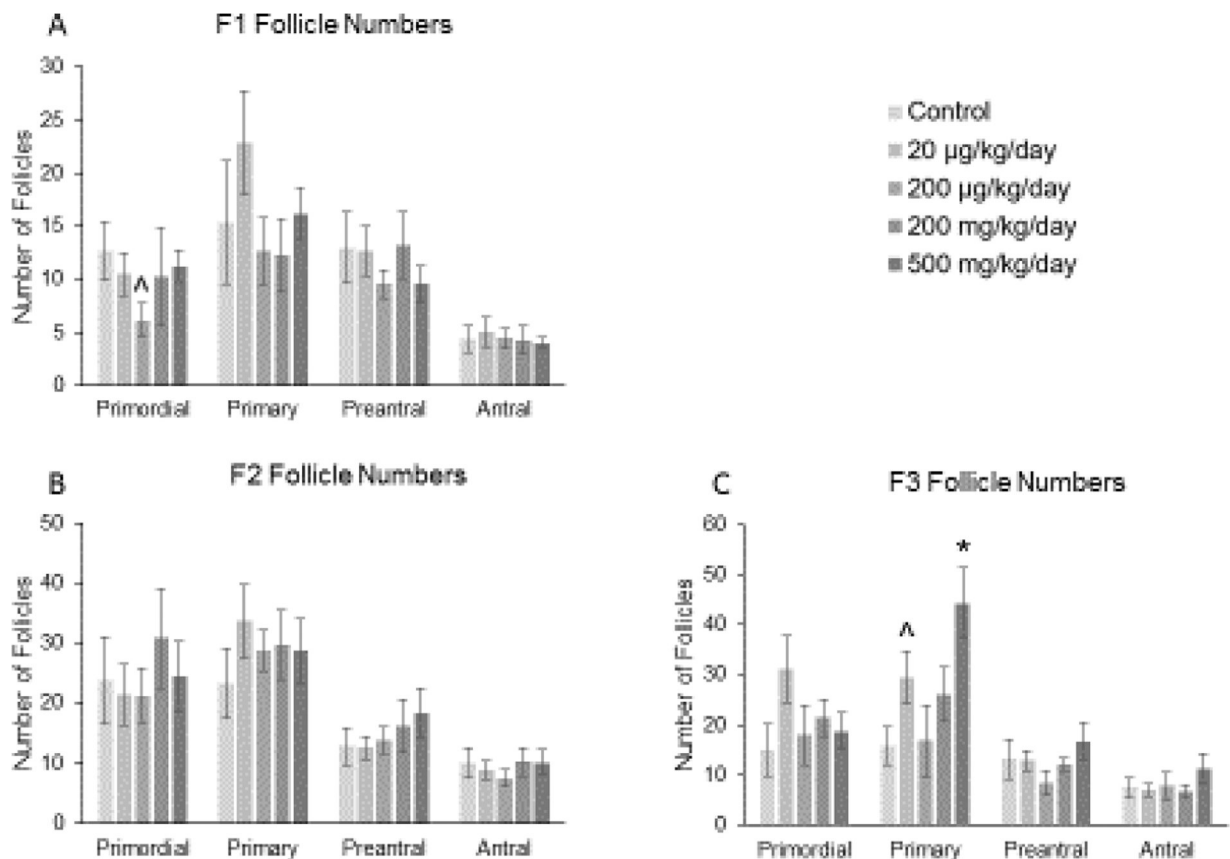 A
F1 Follicle Numbers
Number of Follicles
30
25
20
15
10
5
0
^
Primordial Primary Preantral Antral
Control
20 µg/kg/day
200 µg/kg/day
200 mg/kg/day
500 mg/kg/day
B
F2 Follicle Numbers
Number of Follicles
50
40
30
20
10
0
Primordial Primary Preantral Antral
C
F3 Follicle Numbers
Number of Follicles
60
50
40
30
20
10
0
^
*
Primordial Primary Preantral Antral